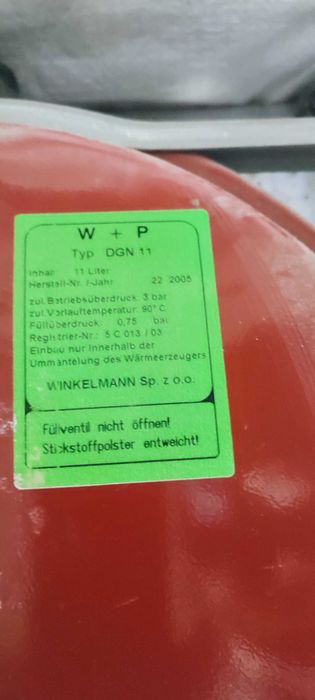 W + P
Typ DGN 11
Inhalt 11 Liter
Herstell-Nr. /-Jahr 22 2005
zul.Betriebsüberdruck: 3 bar
zul.Vorlauftemperatur: 90° C
Füllüberdruck: 0,75 bar
Registrier-Nr.: 5 C 013 / 03
Einbau nur innerhalb der
Ummantelung des Wärmeerzeugers
WINKELMANN Sp. z o.o.
Füllventil nicht öffnen!
Stickstoffpolster entweicht!